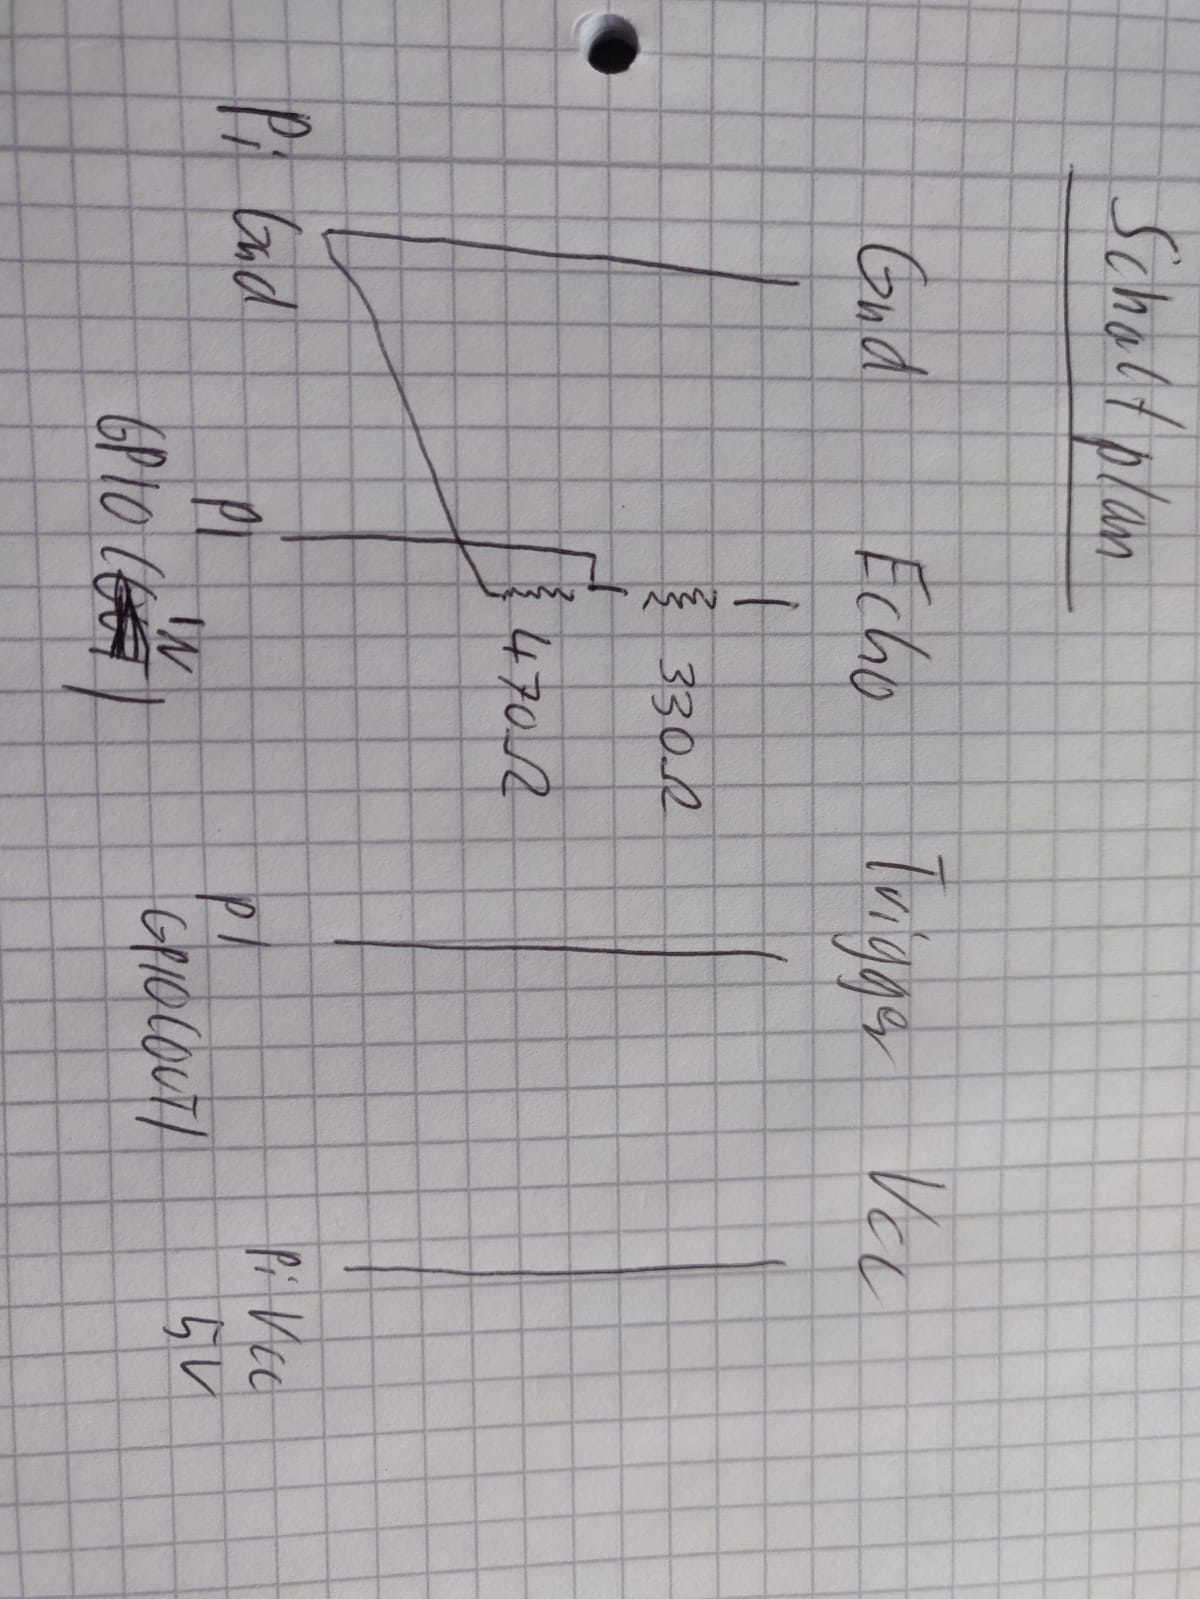 Schaltplan
Gnd Echo Trigger Vcc
330Ω
470Ω
Pi Gnd PI PI Pi Vcc
IN
GPIO ( ) GPIO(OUT) 5V